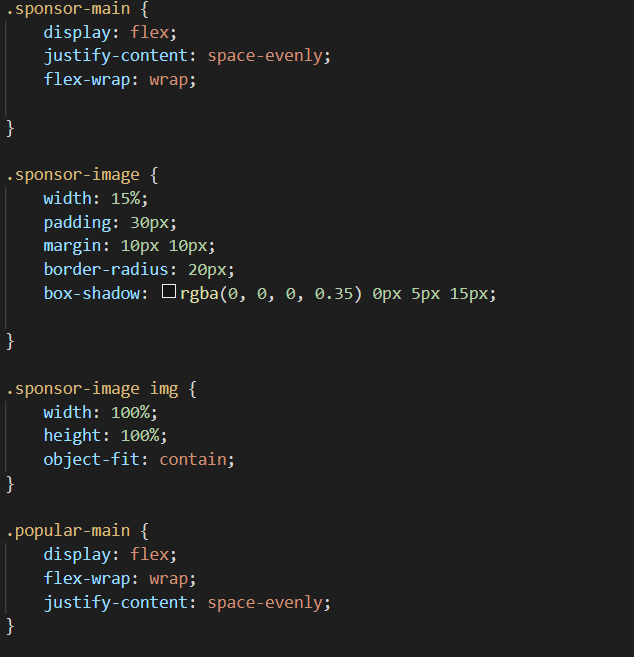 .sponsor-main {
    display: flex;
    justify-content: space-evenly;
    flex-wrap: wrap;
}
.sponsor-image {
    width: 15%;
    padding: 30px;
    margin: 10px 10px;
    border-radius: 20px;
    box-shadow: rgba(0, 0, 0, 0.35) 0px 5px 15px;
}
.sponsor-image img {
    width: 100%;
    height: 100%;
    object-fit: contain;
}
.popular-main {
    display: flex;
    flex-wrap: wrap;
    justify-content: space-evenly;
}